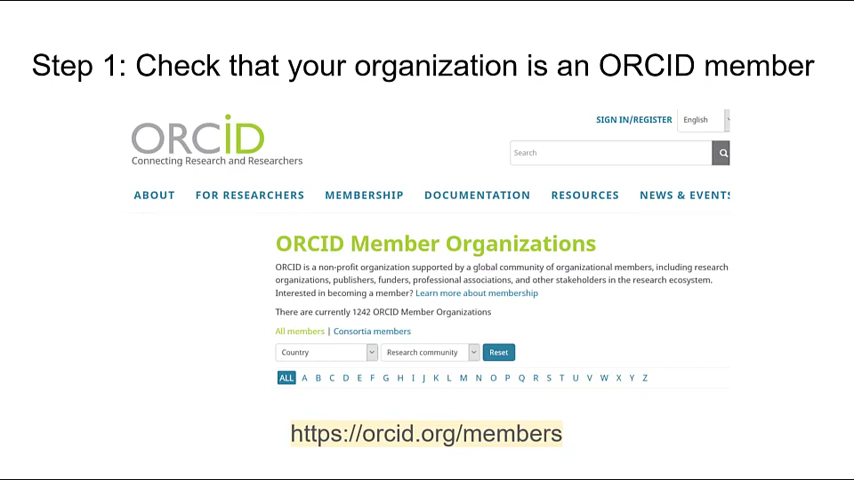 Step 1: Check that your organization is an ORCID member
SIGN IN/REGISTER English
ORCiD
Connecting Research and Researchers
Search
ABOUT FOR RESEARCHERS MEMBERSHIP DOCUMENTATION RESOURCES NEWS & EVENTS
ORCID Member Organizations
ORCID is a non-profit organization supported by a global community of organizational members, including research
organizations, publishers, funders, professional associations, and other stakeholders in the research ecosystem.
Interested in becoming a member? Learn more about membership
There are currently 1242 ORCID Member Organizations
All members | Consortia members
Country Research community Reset
ALL A B C D E F G H I J K L M N O P Q R S T U V W X Y Z
https://orcid.org/members